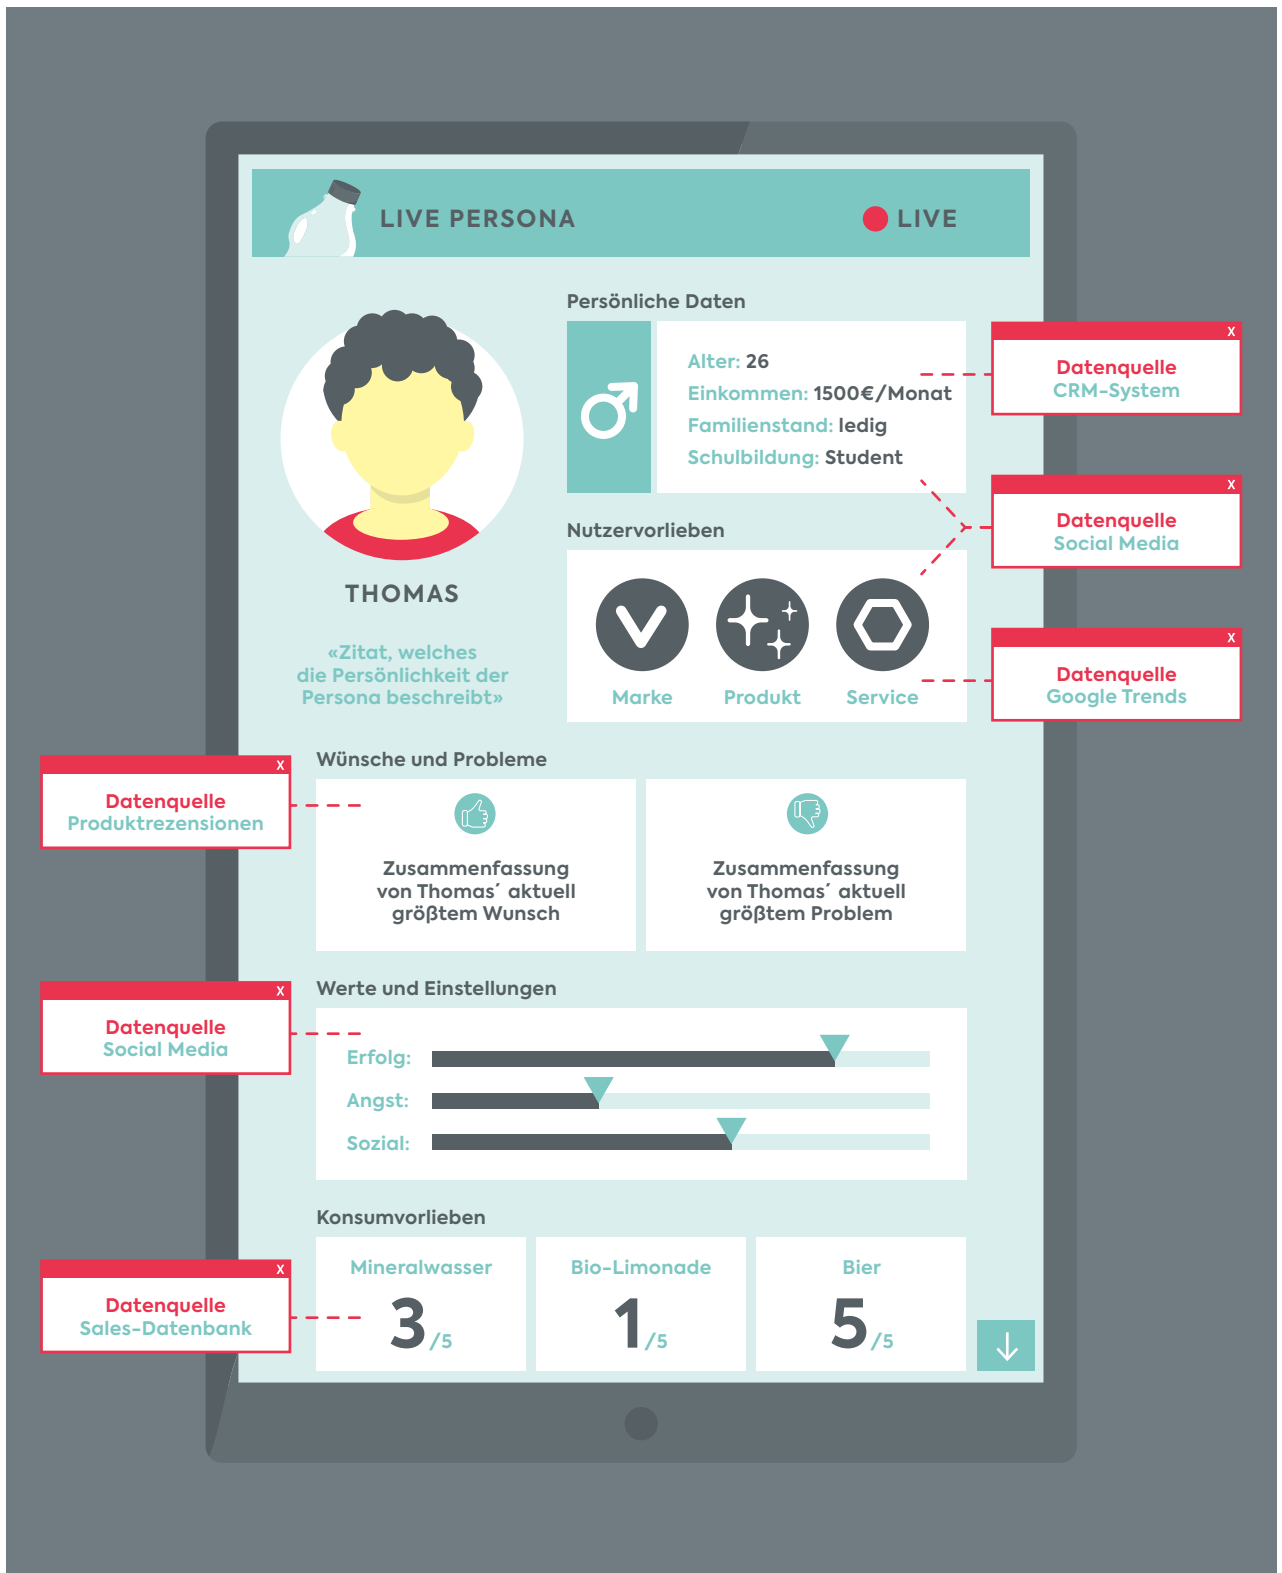 LIVE PERSONA
LIVE
Persönliche Daten
Alter: 26
Einkommen: 1500€/Monat
Familienstand: ledig
Schulbildung: Student
X
Datenquelle
CRM-System
X
Datenquelle
Social Media
Nutzervorlieben
Marke
Produkt
Service
X
Datenquelle
Google Trends
THOMAS
«Zitat, welches
die Persönlichkeit der
Persona beschreibt»
Wünsche und Probleme
X
Datenquelle
Produktrezensionen
Zusammenfassung
von Thomas´ aktuell
größtem Wunsch
Zusammenfassung
von Thomas´ aktuell
größtem Problem
Werte und Einstellungen
X
Datenquelle
Social Media
Erfolg:
Angst:
Sozial:
Konsumvorlieben
X
Datenquelle
Sales-Datenbank
Mineralwasser
3/5
Bio-Limonade
1/5
Bier
5/5